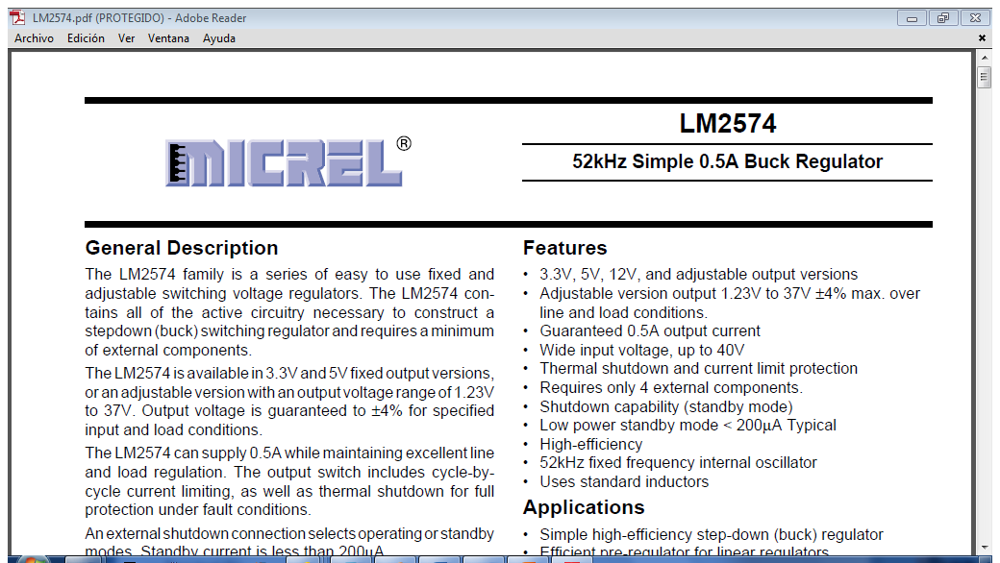 LM2574.pdf (PROTEGIDO) - Adobe Reader
Archivo Edición Ver Ventana Ayuda
MICREL®
LM2574
52kHz Simple 0.5A Buck Regulator
General Description
The LM2574 family is a series of easy to use fixed and
adjustable switching voltage regulators. The LM2574 con-
tains all of the active circuitry necessary to construct a
stepdown (buck) switching regulator and requires a minimum
of external components.
The LM2574 is available in 3.3V and 5V fixed output versions,
or an adjustable version with an output voltage range of 1.23V
to 37V. Output voltage is guaranteed to ±4% for specified
input and load conditions.
The LM2574 can supply 0.5A while maintaining excellent line
and load regulation. The output switch includes cycle-by-
cycle current limiting, as well as thermal shutdown for full
protection under fault conditions.
An external shutdown connection selects operating or standby
modes. Standby current is less than 200µA
Features
• 3.3V, 5V, 12V, and adjustable output versions
• Adjustable version output 1.23V to 37V ±4% max. over
line and load conditions.
• Guaranteed 0.5A output current
• Wide input voltage, up to 40V
• Thermal shutdown and current limit protection
• Requires only 4 external components.
• Shutdown capability (standby mode)
• Low power standby mode < 200µA Typical
• High-efficiency
• 52kHz fixed frequency internal oscillator
• Uses standard inductors
Applications
• Simple high-efficiency step-down (buck) regulator
• Efficient pre-regulator for linear regulators